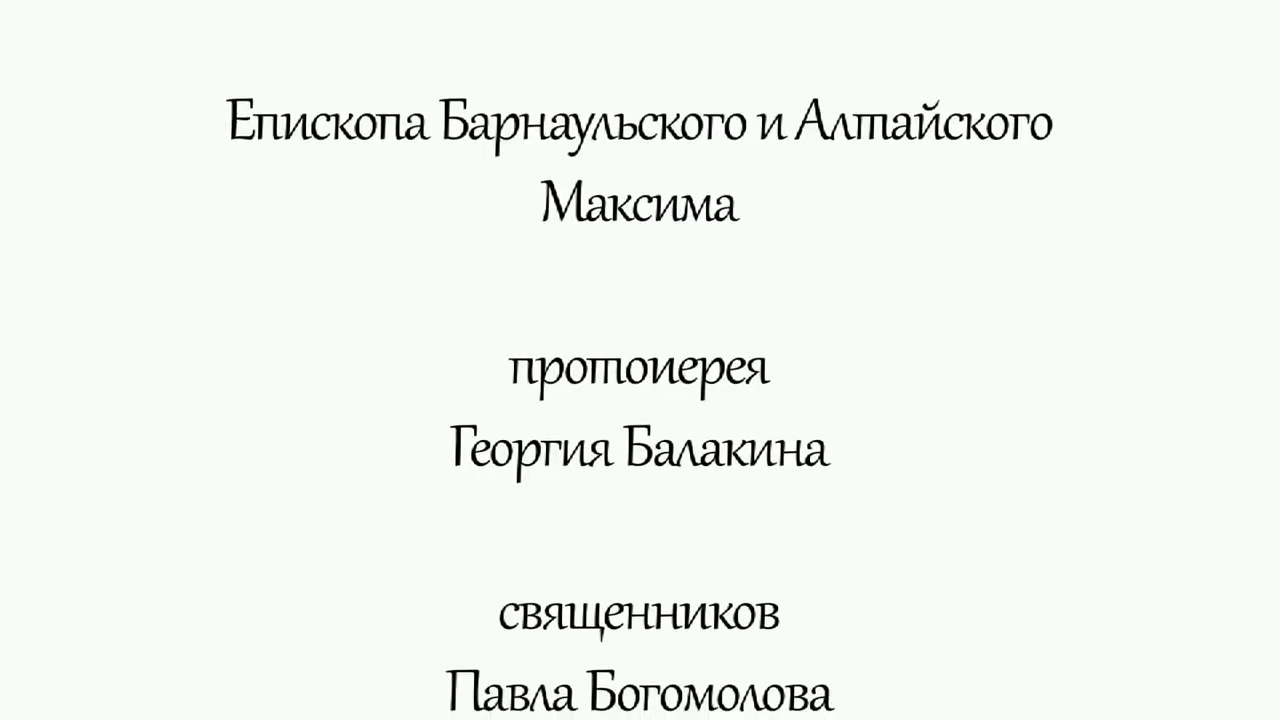 Епископа Барнаульского и Алтайского
Максима
протоиерея
Георгия Балакина
священников
Павла Богомолова